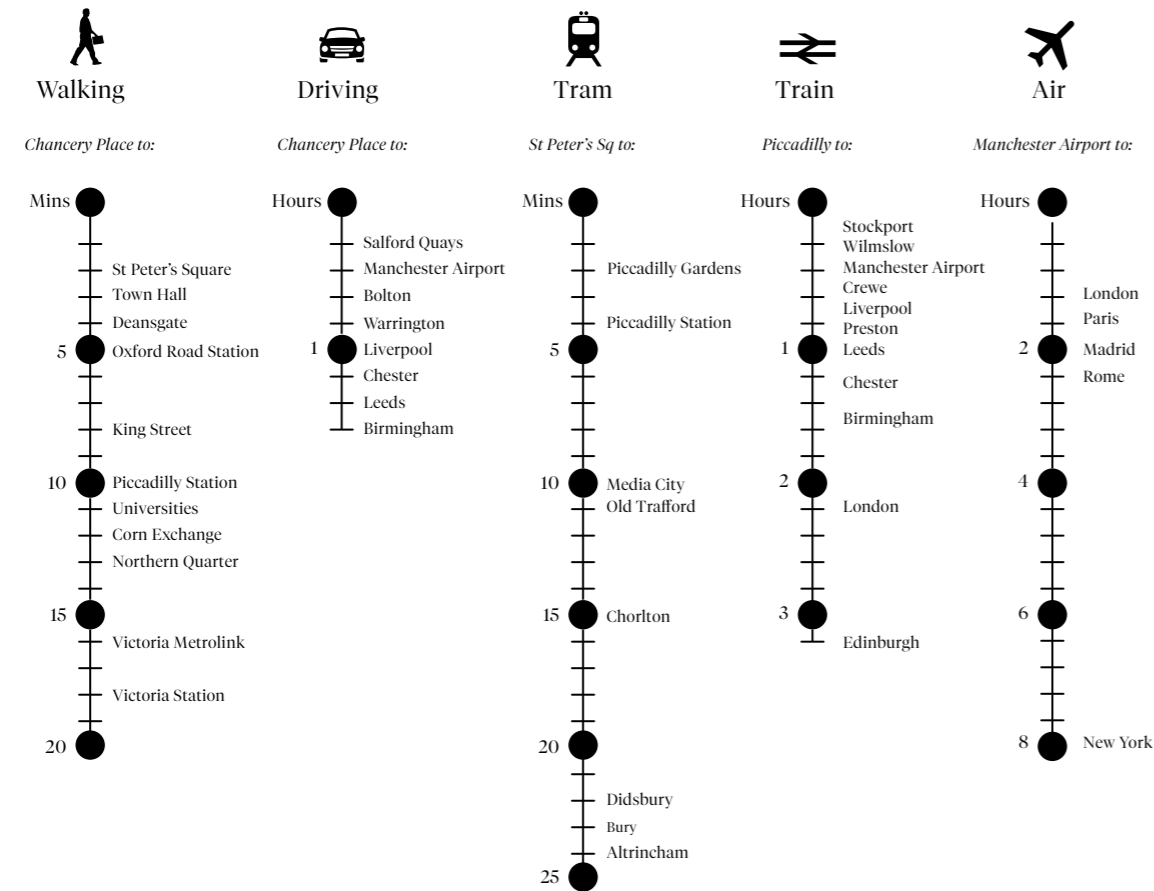 Walking
Chancery Place to:
Mins
St Peter's Square
Town Hall
Deansgate
5 Oxford Road Station
King Street
10 Piccadilly Station
Universities
Corn Exchange
Northern Quarter
15
Victoria Metrolink
Victoria Station
20
Driving
Chancery Place to:
Hours
Salford Quays
Manchester Airport
Bolton
Warrington
1 Liverpool
Chester
Leeds
Birmingham
Tram
St Peter's Sq to:
Mins
Piccadilly Gardens
Piccadilly Station
5
10 Media City
Old Trafford
15 Chorlton
20
Didsbury
Bury
Altrincham
25
Train
Piccadilly to:
Hours
Stockport
Wilmslow
Manchester Airport
Crewe
Liverpool
Preston
1 Leeds
Chester
Birmingham
2
London
3
Edinburgh
Air
Manchester Airport to:
Hours
London
Paris
2 Madrid
Rome
4
6
8 New York